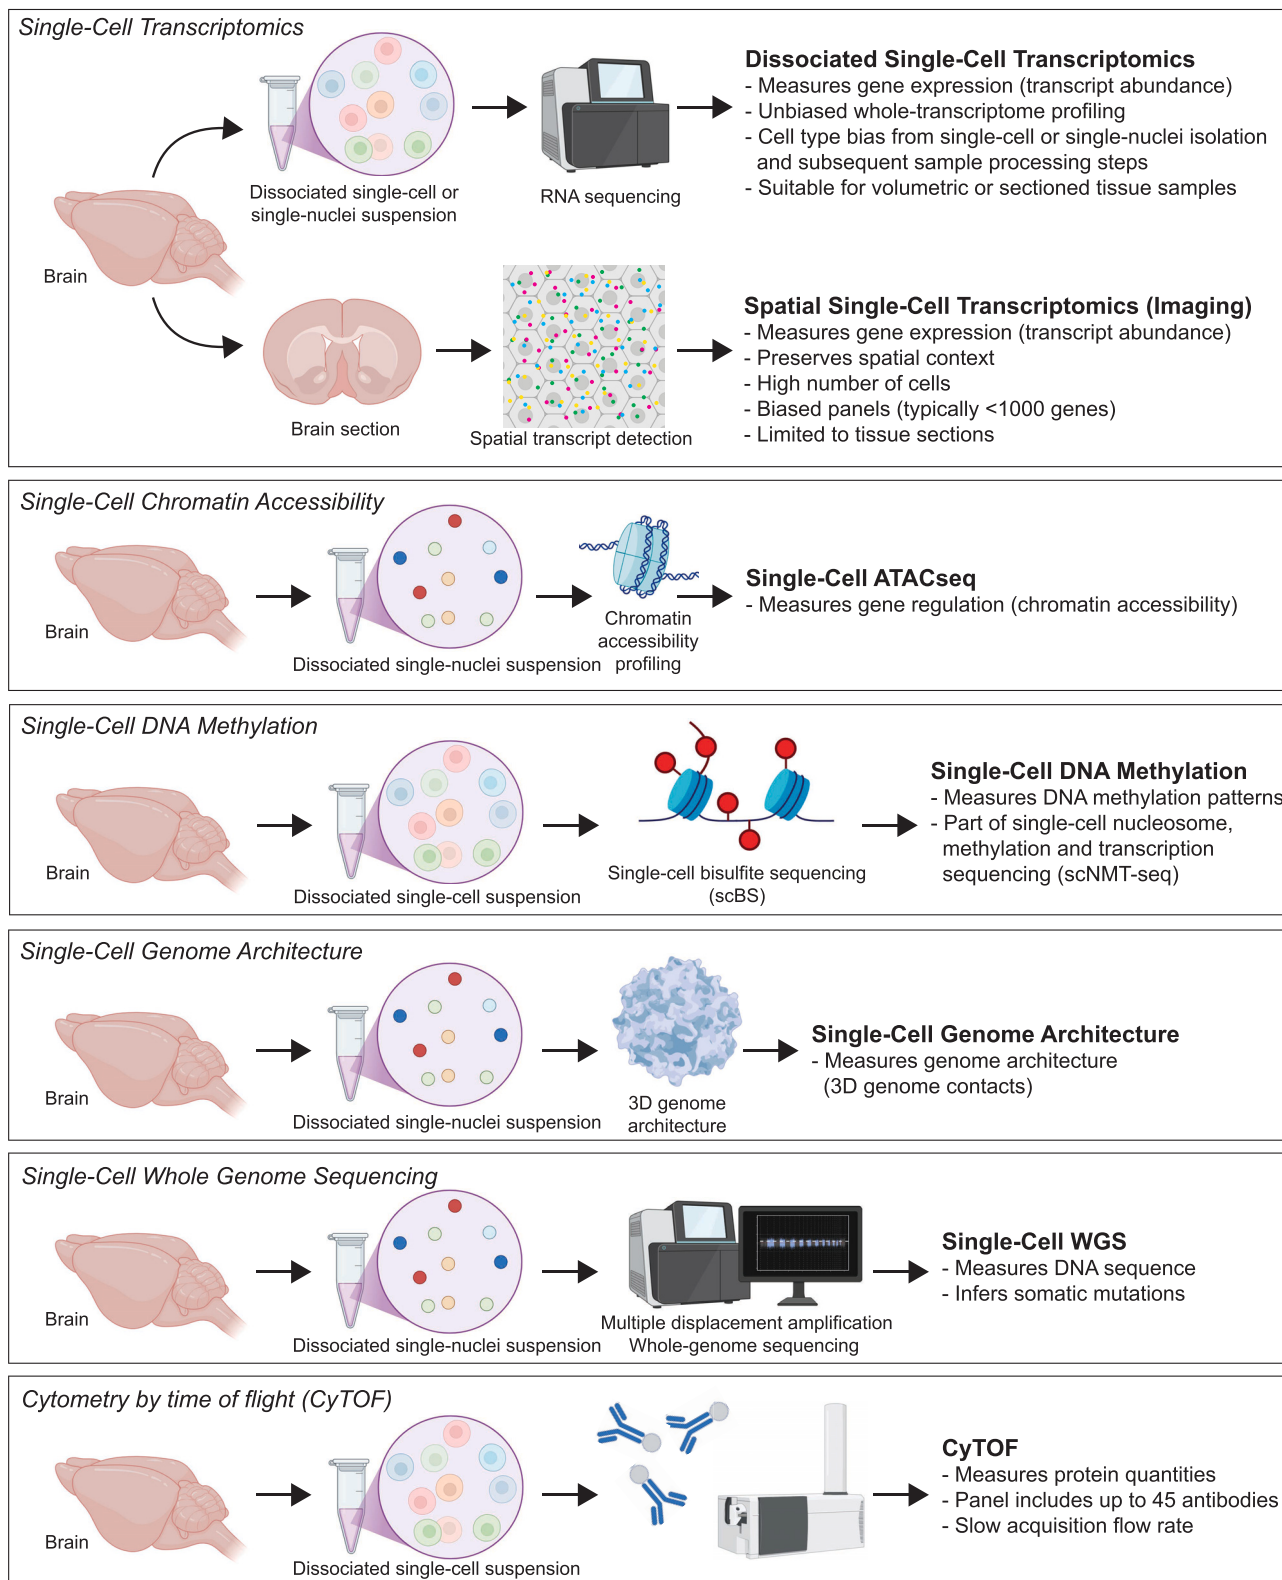 Single-Cell Transcriptomics
Brain
Dissociated single-cell or
single-nuclei suspension
RNA sequencing
Dissociated Single-Cell Transcriptomics
- Measures gene expression (transcript abundance)
- Unbiased whole-transcriptome profiling
- Cell type bias from single-cell or single-nuclei isolation
and subsequent sample processing steps
- Suitable for volumetric or sectioned tissue samples
Brain section
Spatial transcript detection
Spatial Single-Cell Transcriptomics (Imaging)
- Measures gene expression (transcript abundance)
- Preserves spatial context
- High number of cells
- Biased panels (typically <1000 genes)
- Limited to tissue sections
Single-Cell Chromatin Accessibility
Brain
Dissociated single-nuclei suspension
Chromatin
accessibility
profiling
Single-Cell ATACseq
- Measures gene regulation (chromatin accessibility)
Single-Cell DNA Methylation
Brain
Dissociated single-cell suspension
Single-cell bisulfite sequencing
(scBS)
Single-Cell DNA Methylation
- Measures DNA methylation patterns
- Part of single-cell nucleosome,
methylation and transcription
sequencing (scNMT-seq)
Single-Cell Genome Architecture
Brain
Dissociated single-nuclei suspension
3D genome
architecture
Single-Cell Genome Architecture
- Measures genome architecture
(3D genome contacts)
Single-Cell Whole Genome Sequencing
Brain
Dissociated single-nuclei suspension
Multiple displacement amplification
Whole-genome sequencing
Single-Cell WGS
- Measures DNA sequence
- Infers somatic mutations
Cytometry by time of flight (CyTOF)
Brain
Dissociated single-cell suspension
CyTOF
- Measures protein quantities
- Panel includes up to 45 antibodies
- Slow acquisition flow rate